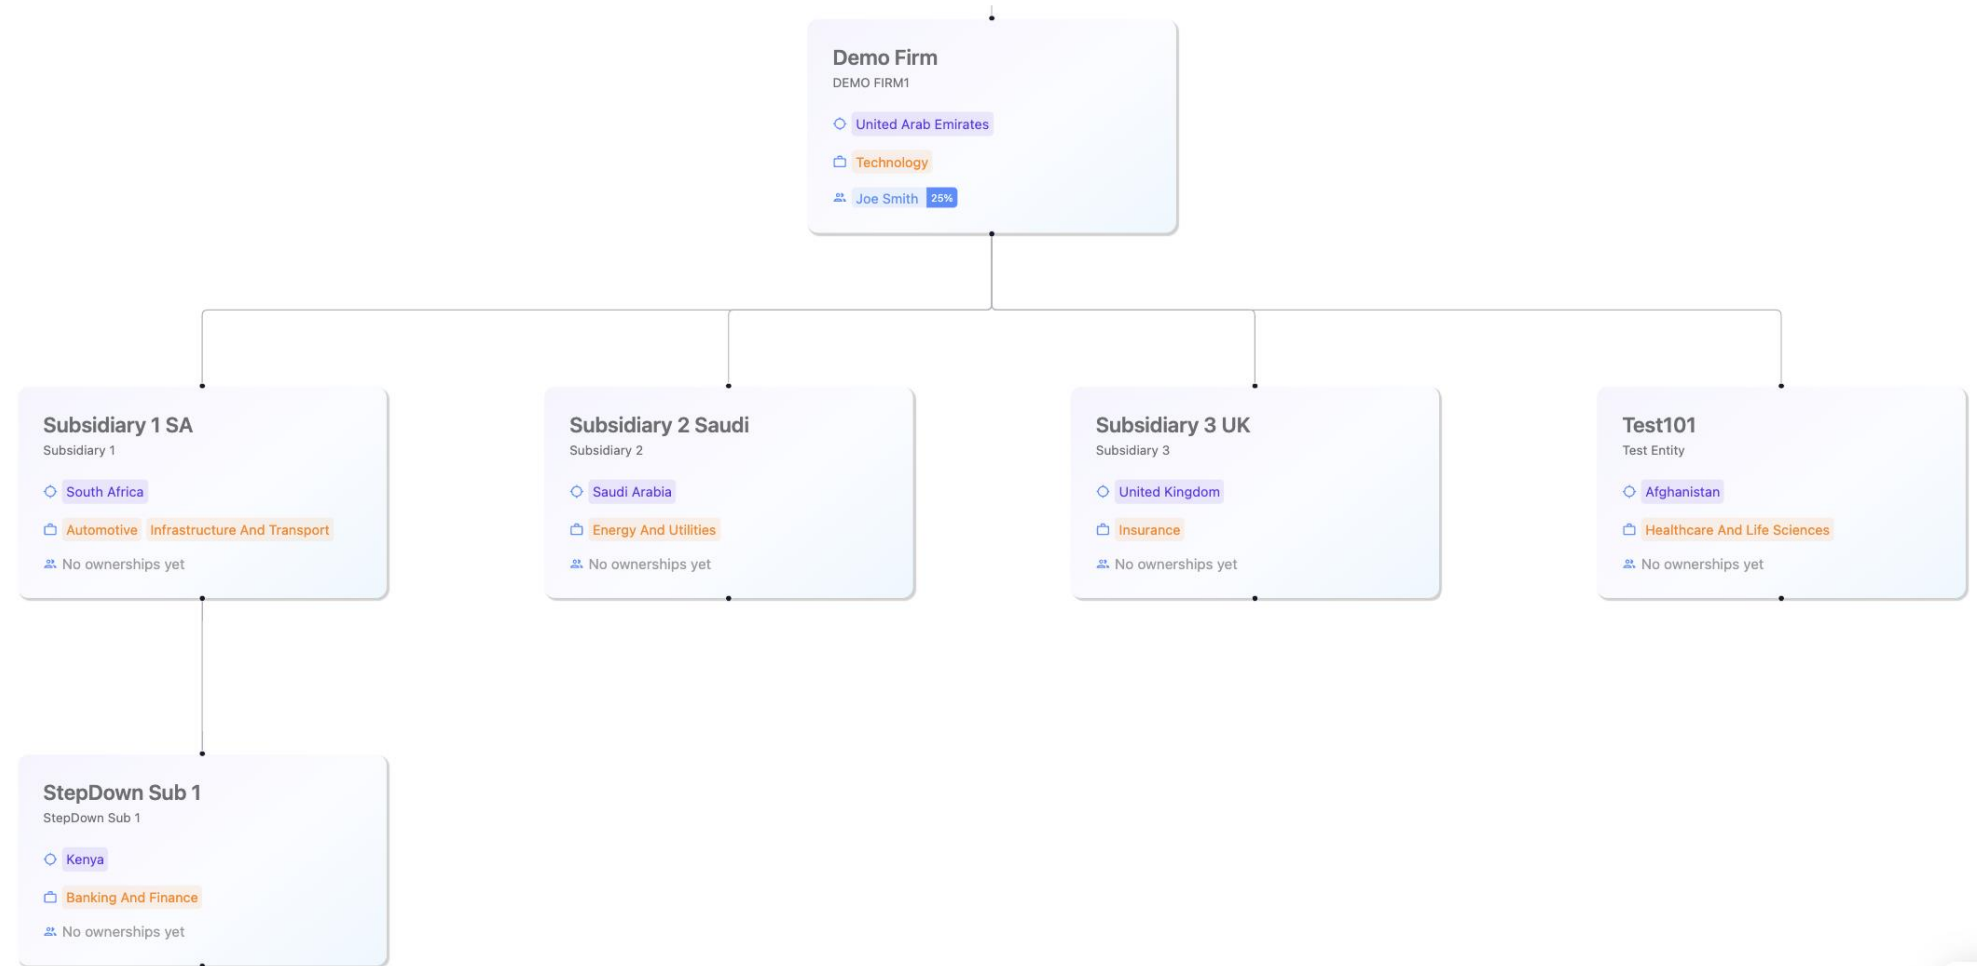 Demo Firm
DEMO FIRM1
United Arab Emirates
Technology
Joe Smith 25%
Subsidiary 1 SA
Subsidiary 1
South Africa
Automotive Infrastructure And Transport
No ownerships yet
Subsidiary 2 Saudi
Subsidiary 2
Saudi Arabia
Energy And Utilities
No ownerships yet
Subsidiary 3 UK
Subsidiary 3
United Kingdom
Insurance
No ownerships yet
Test101
Test Entity
Afghanistan
Healthcare And Life Sciences
No ownerships yet
StepDown Sub 1
StepDown Sub 1
Kenya
Banking And Finance
No ownerships yet